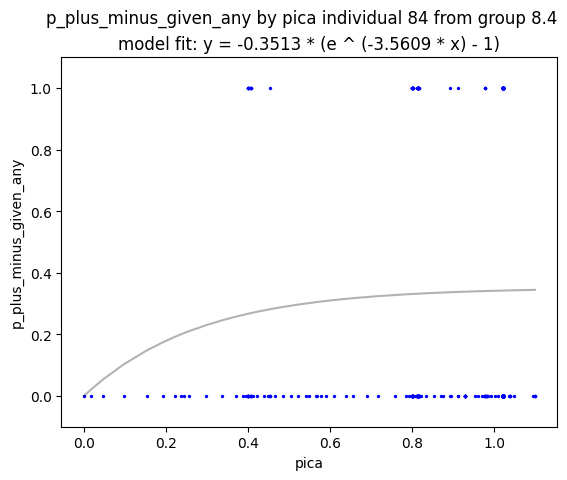 p_plus_minus_given_any by pica individual 84 from group 8.4
model fit: y = -0.3513 * (e ^ (-3.5609 * x) - 1)
1.0
0.8
0.6
0.4
0.2
0.0
p_plus_minus_given_any
0.0 0.2 0.4 0.6 0.8 1.0
pica